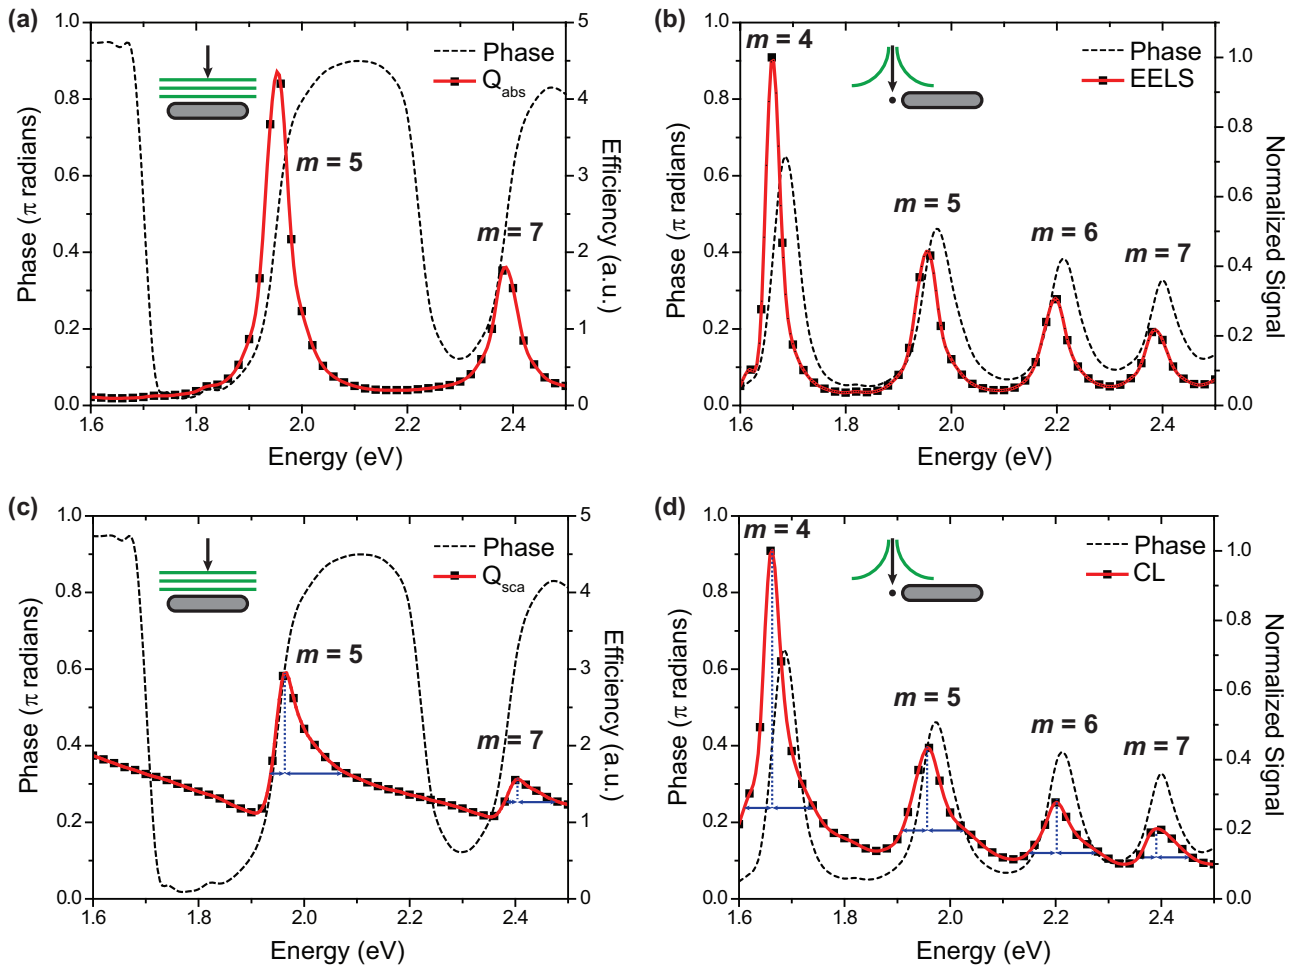 (a)
Phase
Q_abs
m = 5
m = 7
1.0
0.8
0.6
0.4
0.2
0.0
5
4
3
2
1
0
1.6
1.8
2.0
2.2
2.4
Phase (π radians)
Efficiency (a.u.)
Energy (eV)
(b)
m = 4
Phase
EELS
m = 5
m = 6
m = 7
1.0
0.8
0.6
0.4
0.2
0.0
1.0
0.8
0.6
0.4
0.2
0.0
1.6
1.8
2.0
2.2
2.4
Phase (π radians)
Normalized Signal
Energy (eV)
(c)
Phase
Q_sca
m = 5
m = 7
1.0
0.8
0.6
0.4
0.2
0.0
5
4
3
2
1
0
1.6
1.8
2.0
2.2
2.4
Phase (π radians)
Efficiency (a.u.)
Energy (eV)
(d)
m = 4
Phase
CL
m = 5
m = 6
m = 7
1.0
0.8
0.6
0.4
0.2
0.0
1.0
0.8
0.6
0.4
0.2
0.0
1.6
1.8
2.0
2.2
2.4
Phase (π radians)
Normalized Signal
Energy (eV)